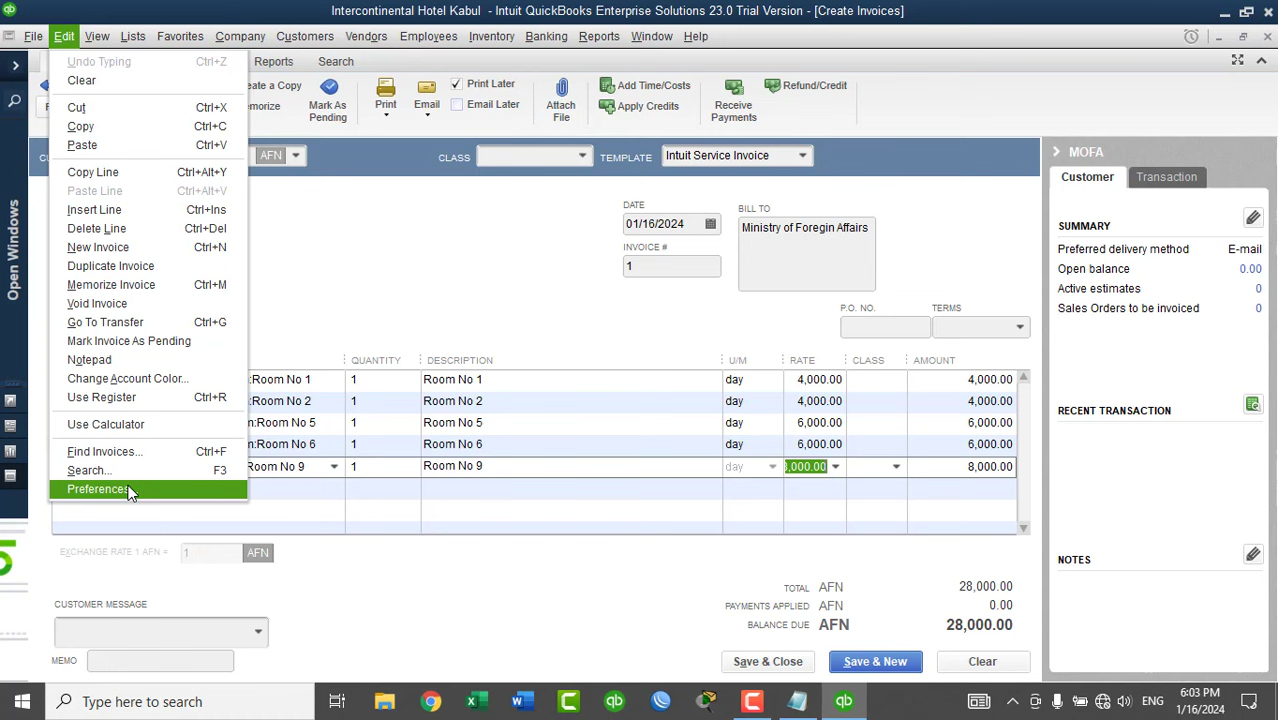 Intercontinental Hotel Kabul - Intuit QuickBooks Enterprise Solutions 23.0 Trial Version - [Create Invoices]
File Edit View Lists Favorites Company Customers Vendors Employees Inventory Banking Reports Window Help
Reports Search
Undo Typing Ctrl+Z
Clear
Cut Ctrl+X
Copy Ctrl+C
Paste Ctrl+V
Copy Line Ctrl+Alt+Y
Paste Line Ctrl+Alt+V
Insert Line Ctrl+Ins
Delete Line Ctrl+Del
New Invoice Ctrl+N
Duplicate Invoice
Memorize Invoice Ctrl+M
Void Invoice
Go To Transfer Ctrl+G
Mark Invoice As Pending
Notepad
Change Account Color...
Use Register Ctrl+R
Use Calculator
Find Invoices... Ctrl+F
Search... F3
Preferences
Mark As Pending
Print
Email
Print Later
Email Later
Attach File
Add Time/Costs
Apply Credits
Receive Payments
Refund/Credit
Open Windows
AFN
CLASS
TEMPLATE Intuit Service Invoice
DATE
01/16/2024
INVOICE #
1
BILL TO
Ministry of Foregin Affairs
P.O. NO. TERMS
QUANTITY DESCRIPTION U/M RATE CLASS AMOUNT
:Room No 1 1 Room No 1 day 4,000.00 4,000.00
:Room No 2 1 Room No 2 day 4,000.00 4,000.00
m:Room No 5 1 Room No 5 day 6,000.00 6,000.00
m:Room No 6 1 Room No 6 day 6,000.00 6,000.00
Room No 9 1 Room No 9 day ,000.00 8,000.00
EXCHANGE RATE 1 AFN = 1 AFN
TOTAL AFN 28,000.00
PAYMENTS APPLIED AFN 0.00
BALANCE DUE AFN 28,000.00
CUSTOMER MESSAGE
MEMO
Save & Close Save & New Clear
MOFA
Customer Transaction
SUMMARY
Preferred delivery method E-mail
Open balance 0.00
Active estimates 0
Sales Orders to be invoiced 0
RECENT TRANSACTION
NOTES
Type here to search
ENG
6:03 PM
1/16/2024